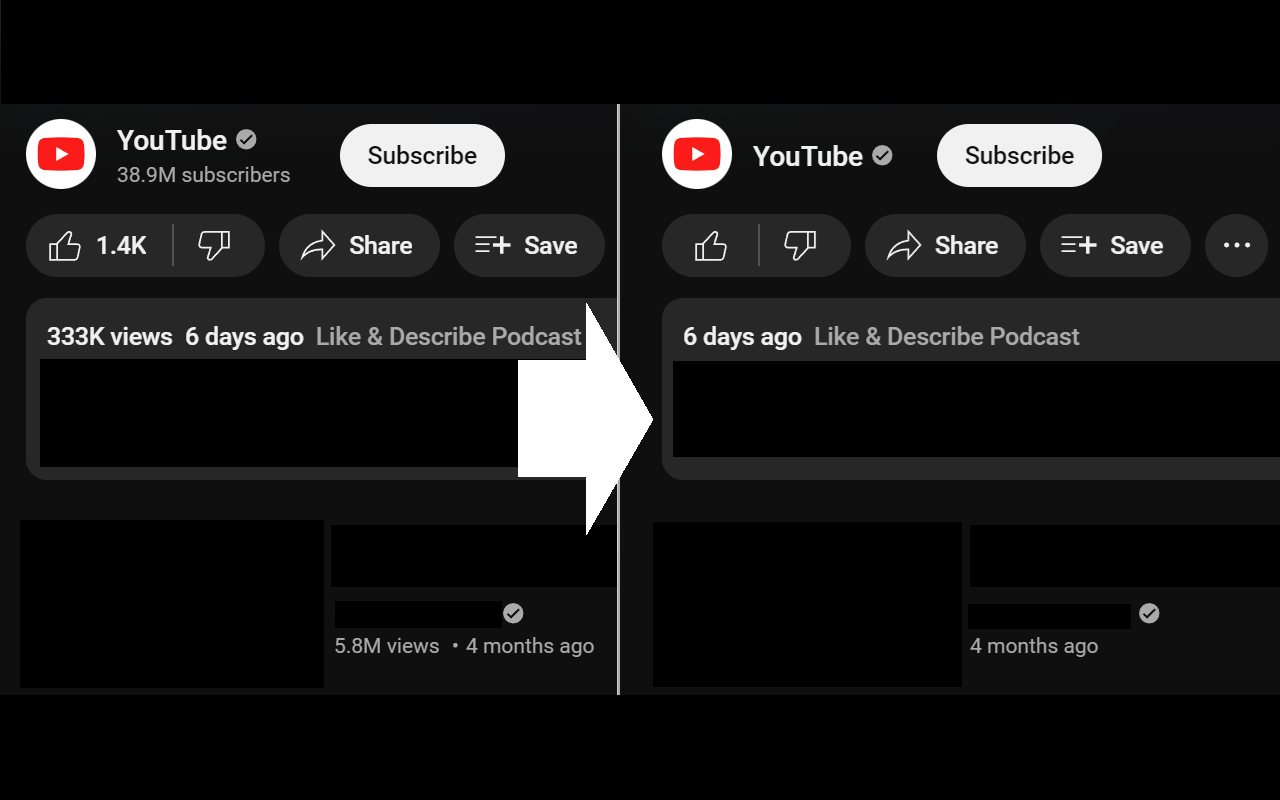 YouTube
38.9M subscribers
Subscribe
1.4K
Share
Save
333K views 6 days ago Like & Describe Podcast
5.8M views • 4 months ago
YouTube
Subscribe
Share
Save
6 days ago Like & Describe Podcast
4 months ago